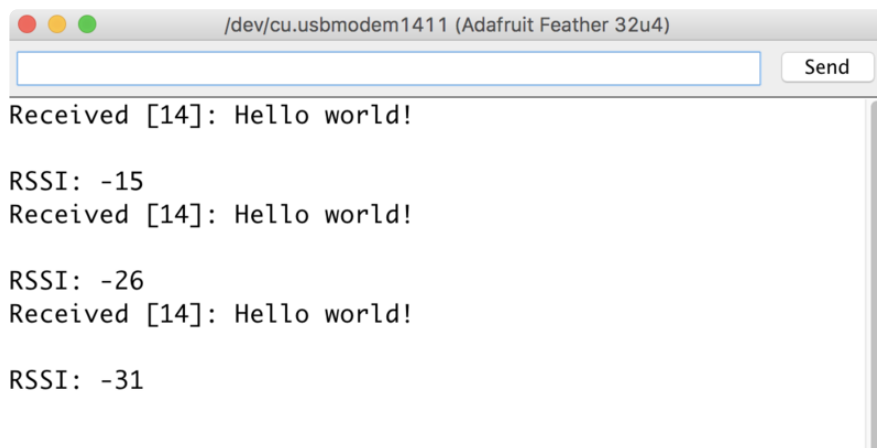 /dev/cu.usbmodem1411 (Adafruit Feather 32u4)
Send
Received [14]: Hello world!
RSSI: -15
Received [14]: Hello world!
RSSI: -26
Received [14]: Hello world!
RSSI: -31